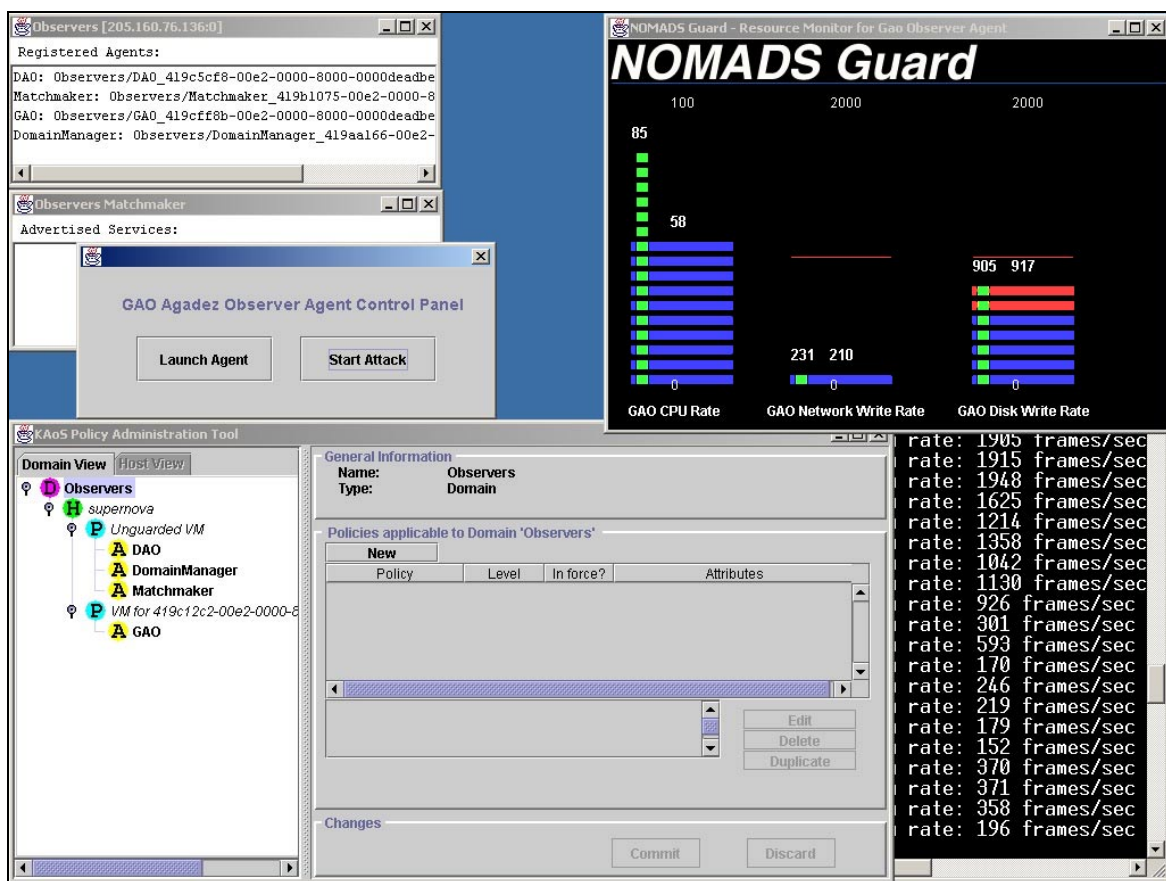 Observers [205.160.76.136:0]
Registered Agents:
DAO: Observers/DAO_419c5cf8-00e2-0000-8000-0000deadbe
Matchmaker: Observers/Matchmaker_419b1075-00e2-0000-8
GAO: Observers/GAO_419cff8b-00e2-0000-8000-0000deadbe
DomainManager: Observers/DomainManager_419aa166-00e2-
Observers Matchmaker
Advertised Services:
GAO Agadez Observer Agent Control Panel
Launch Agent Start Attack
NOMADS Guard - Resource Monitor for Gao Observer Agent
NOMADS Guard
100 2000 2000
85
58
905 917
231 210
0 0 0
GAO CPU Rate GAO Network Write Rate GAO Disk Write Rate
KAoS Policy Administration Tool
Domain View Host View
D Observers
H supernova
P Unguarded VM
A DAO
A DomainManager
A Matchmaker
P VM for 419c12c2-00e2-0000-8
A GAO
General Information
Name: Observers
Type: Domain
Policies applicable to Domain 'Observers'
New
Policy Level In force? Attributes
Edit
Delete
Duplicate
Changes
Commit Discard
rate: 1905 frames/sec
rate: 1915 frames/sec
rate: 1948 frames/sec
rate: 1625 frames/sec
rate: 1214 frames/sec
rate: 1358 frames/sec
rate: 1042 frames/sec
rate: 1130 frames/sec
rate: 926 frames/sec
rate: 301 frames/sec
rate: 593 frames/sec
rate: 170 frames/sec
rate: 246 frames/sec
rate: 219 frames/sec
rate: 179 frames/sec
rate: 152 frames/sec
rate: 370 frames/sec
rate: 371 frames/sec
rate: 358 frames/sec
rate: 196 frames/sec